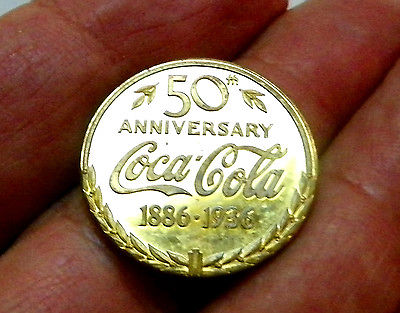 50th
ANNIVERSARY
Coca-Cola
1886·1936